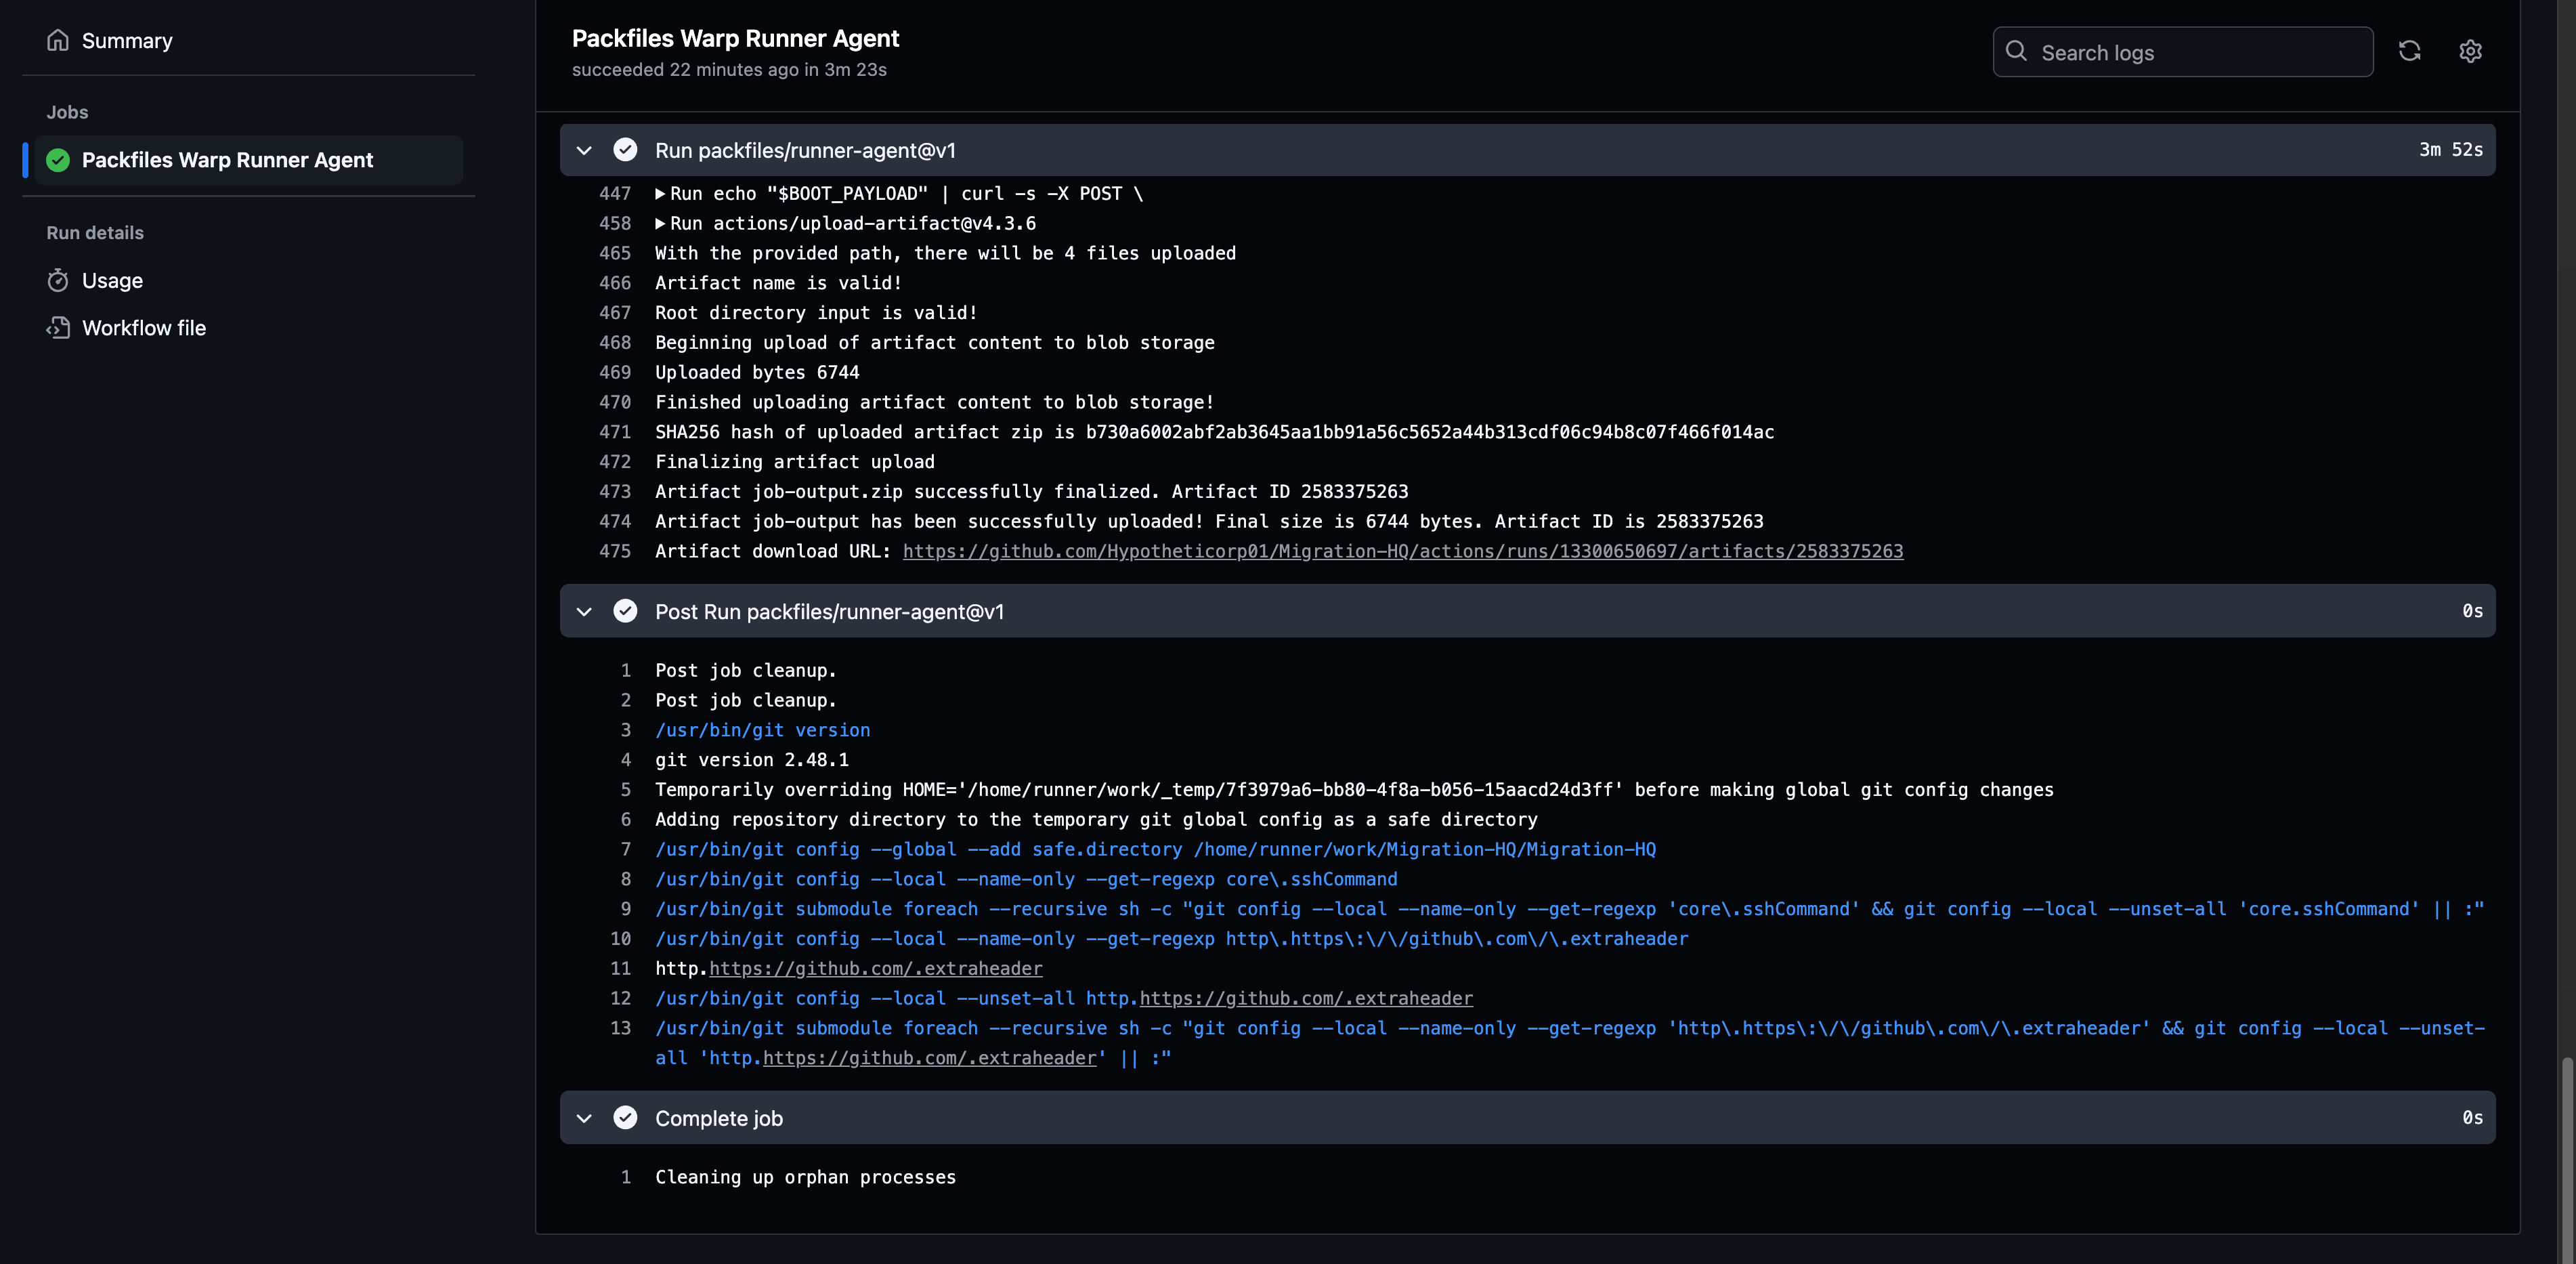 Summary
Jobs
Packfiles Warp Runner Agent
Run details
Usage
Workflow file
Packfiles Warp Runner Agent
succeeded 22 minutes ago in 3m 23s
Search logs
Run packfiles/runner-agent@v1 3m 52s
447 Run echo "$BOOT_PAYLOAD" | curl -s -X POST \
458 Run actions/upload-artifact@v4.3.6
465 With the provided path, there will be 4 files uploaded
466 Artifact name is valid!
467 Root directory input is valid!
468 Beginning upload of artifact content to blob storage
469 Uploaded bytes 6744
470 Finished uploading artifact content to blob storage!
471 SHA256 hash of uploaded artifact zip is b730a6002abf2ab3645aa1bb91a56c5652a44b313cdf06c94b8c07f466f014ac
472 Finalizing artifact upload
473 Artifact job-output.zip successfully finalized. Artifact ID 2583375263
474 Artifact job-output has been successfully uploaded! Final size is 6744 bytes. Artifact ID is 2583375263
475 Artifact download URL: https://github.com/Hypotheticorp01/Migration-HQ/actions/runs/13300650697/artifacts/2583375263
Post Run packfiles/runner-agent@v1 0s
1 Post job cleanup.
2 Post job cleanup.
3 /usr/bin/git version
4 git version 2.48.1
5 Temporarily overriding HOME='/home/runner/work/_temp/7f3979a6-bb80-4f8a-b056-15aacd24d3ff' before making global git config changes
6 Adding repository directory to the temporary git global config as a safe directory
7 /usr/bin/git config --global --add safe.directory /home/runner/work/Migration-HQ/Migration-HQ
8 /usr/bin/git config --local --name-only --get-regexp core\.sshCommand
9 /usr/bin/git submodule foreach --recursive sh -c "git config --local --name-only --get-regexp 'core\.sshCommand' && git config --local --unset-all 'core.sshCommand' || :"
10 /usr/bin/git config --local --name-only --get-regexp http\.https\:\/\/github\.com\/\.extraheader
11 http.https://github.com/.extraheader
12 /usr/bin/git config --local --unset-all http.https://github.com/.extraheader
13 /usr/bin/git submodule foreach --recursive sh -c "git config --local --name-only --get-regexp 'http\.https\:\/\/github\.com\/\.extraheader' && git config --local --unset-
all 'http.https://github.com/.extraheader' || :"
Complete job 0s
1 Cleaning up orphan processes